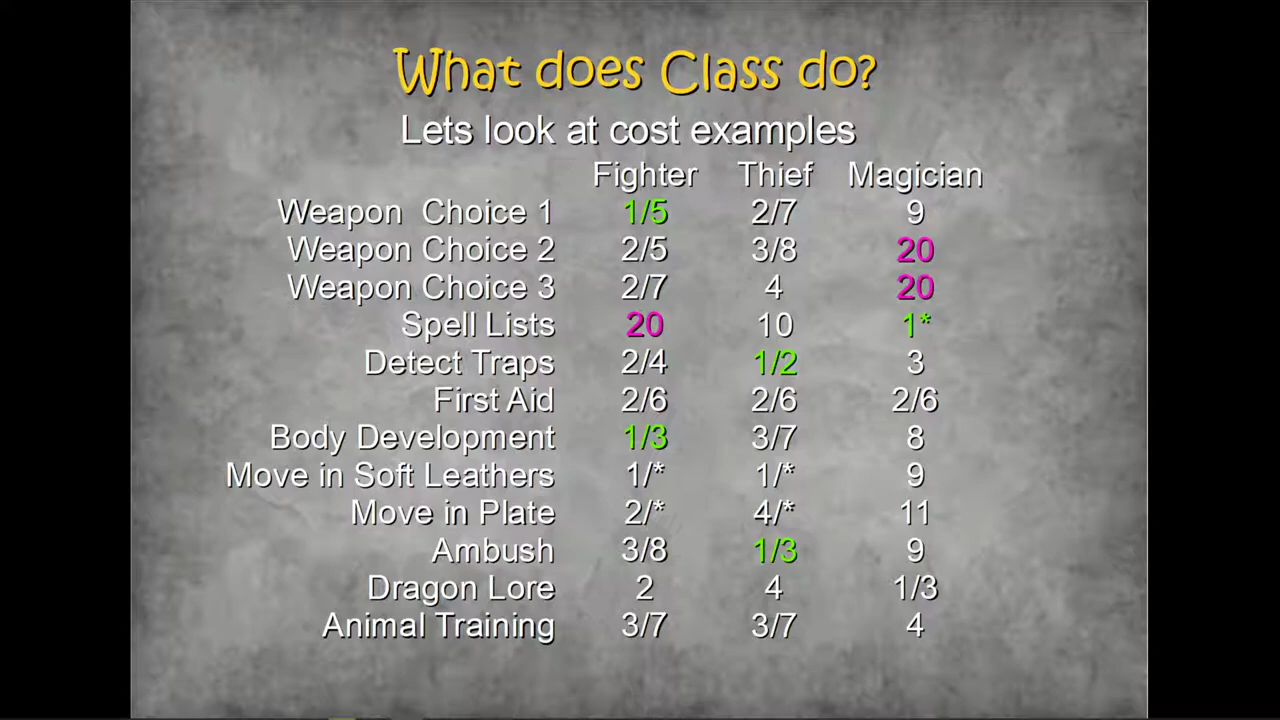 What does Class do?
Lets look at cost examples
Fighter Thief Magician
Weapon Choice 1 1/5 2/7 9
Weapon Choice 2 2/5 3/8 20
Weapon Choice 3 2/7 4 20
Spell Lists 20 10 1*
Detect Traps 2/4 1/2 3
First Aid 2/6 2/6 2/6
Body Development 1/3 3/7 8
Move in Soft Leathers 1/* 1/* 9
Move in Plate 2/* 4/* 11
Ambush 3/8 1/3 9
Dragon Lore 2 4 1/3
Animal Training 3/7 3/7 4